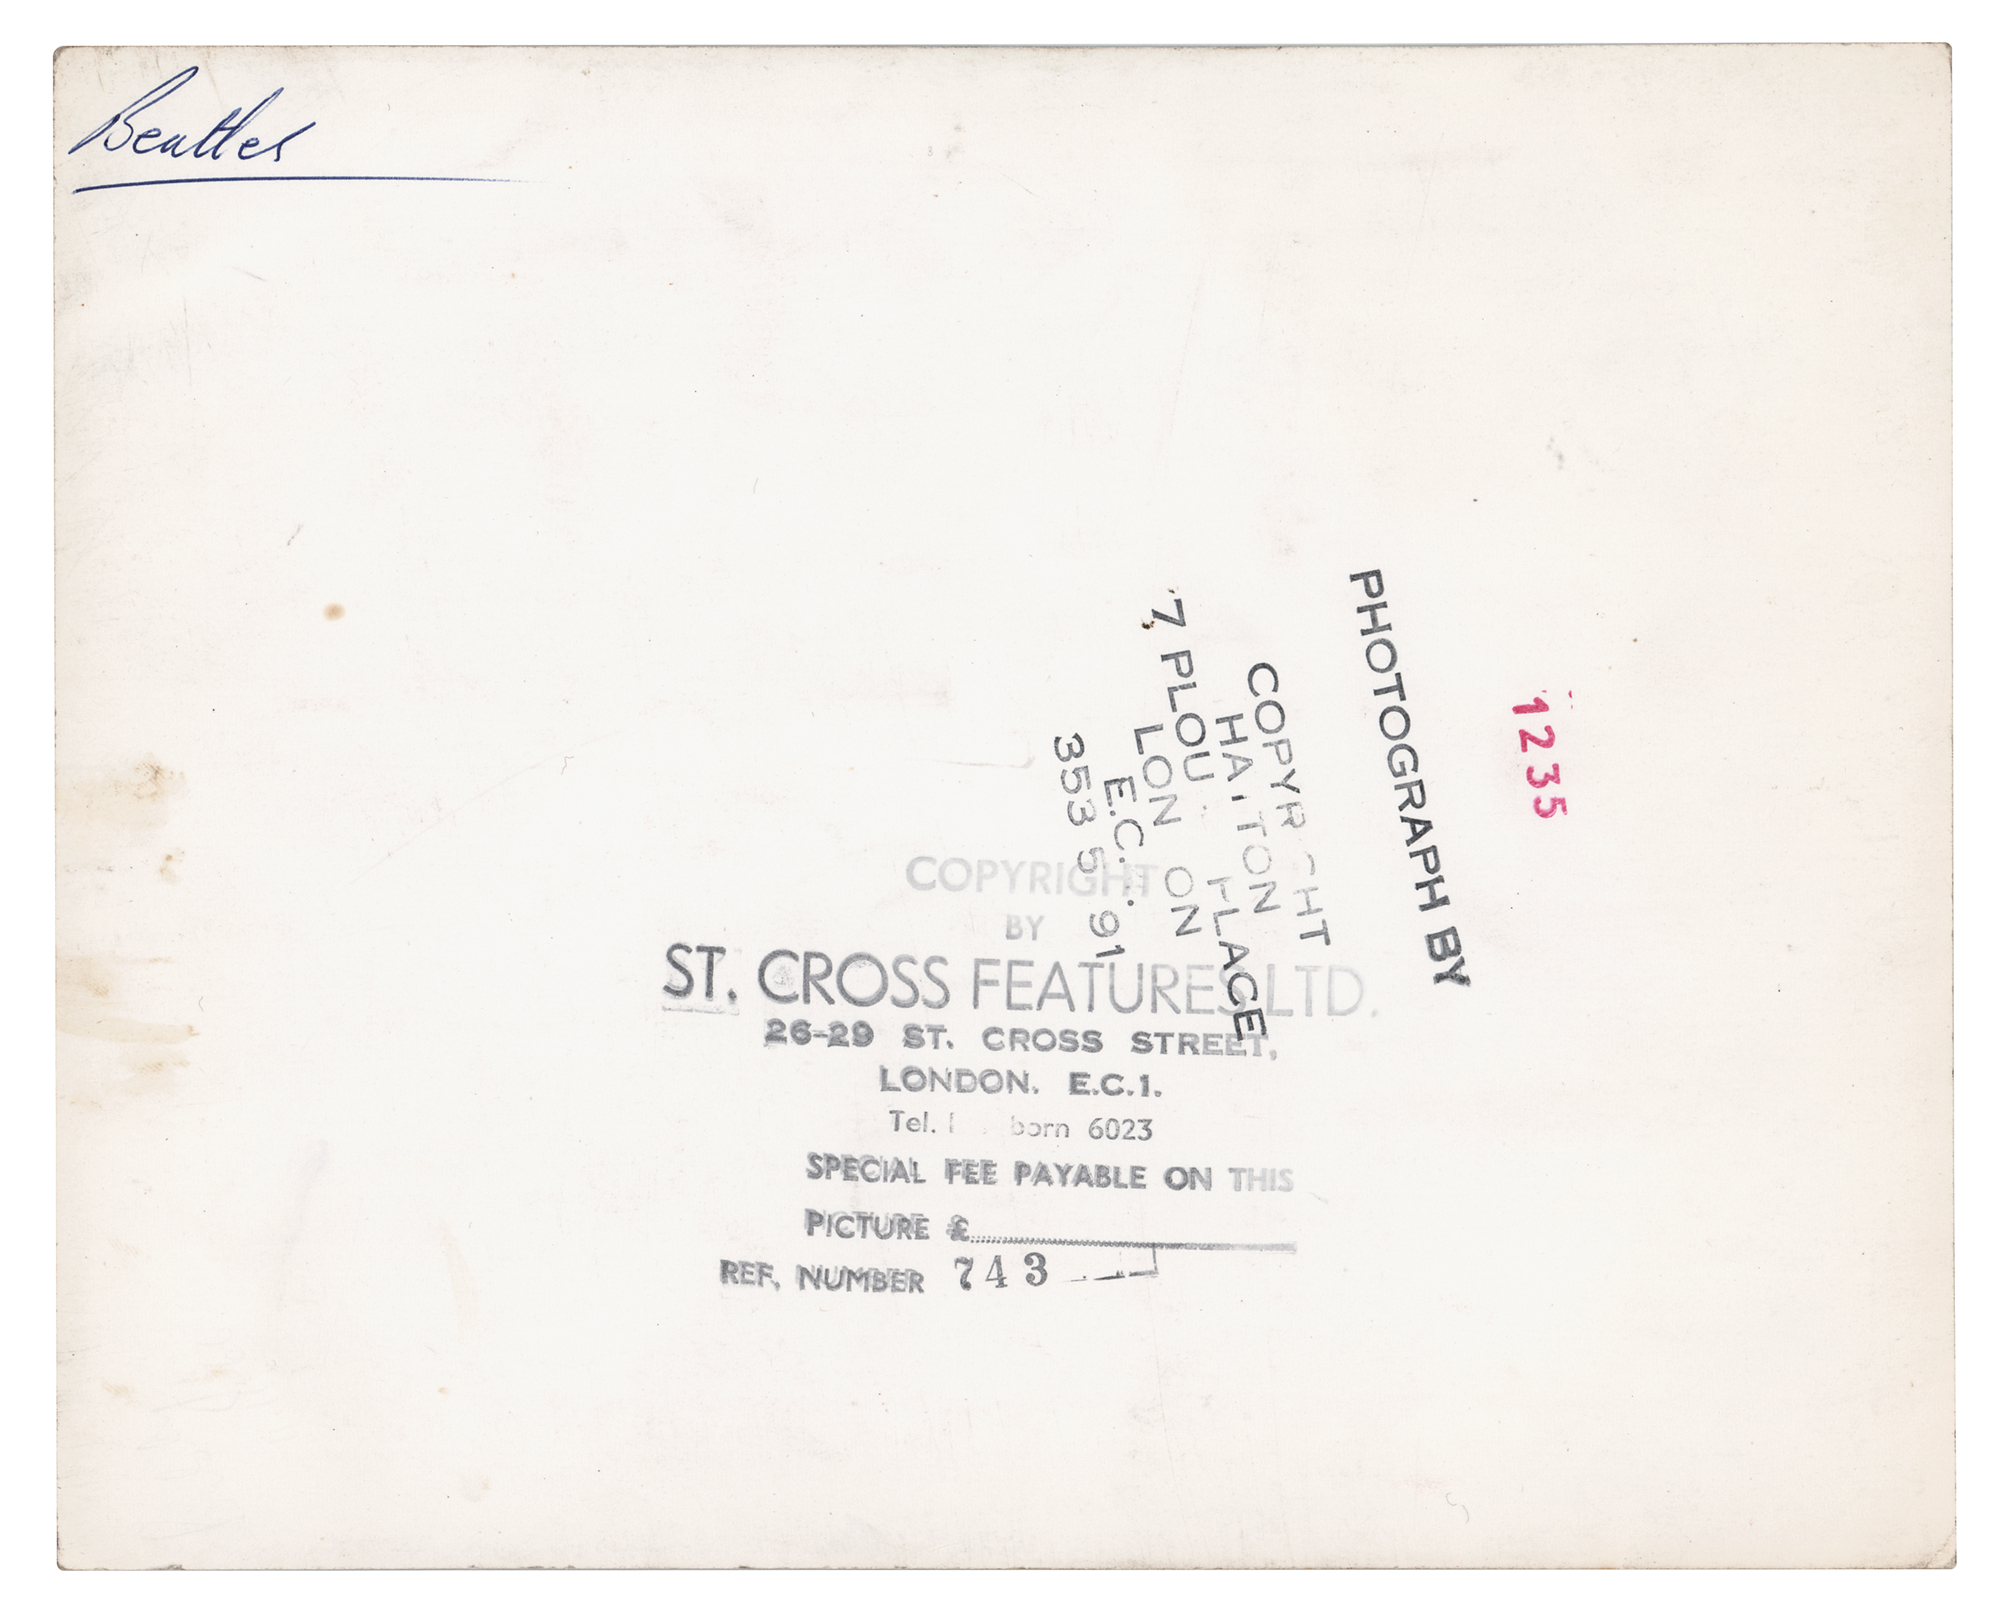 Beatles
1235
PHOTOGRAPH BY
COPYR GHT
HA TON
7 PLOU PLACE
LON ON
E.C.
353 5 91
COPYRIGHT
BY
ST. CROSS FEATURES LTD.
26-29 ST. CROSS STREET,
LONDON. E.C.1.
Tel. born 6023
SPECIAL FEE PAYABLE ON THIS
PICTURE £
REF. NUMBER 743